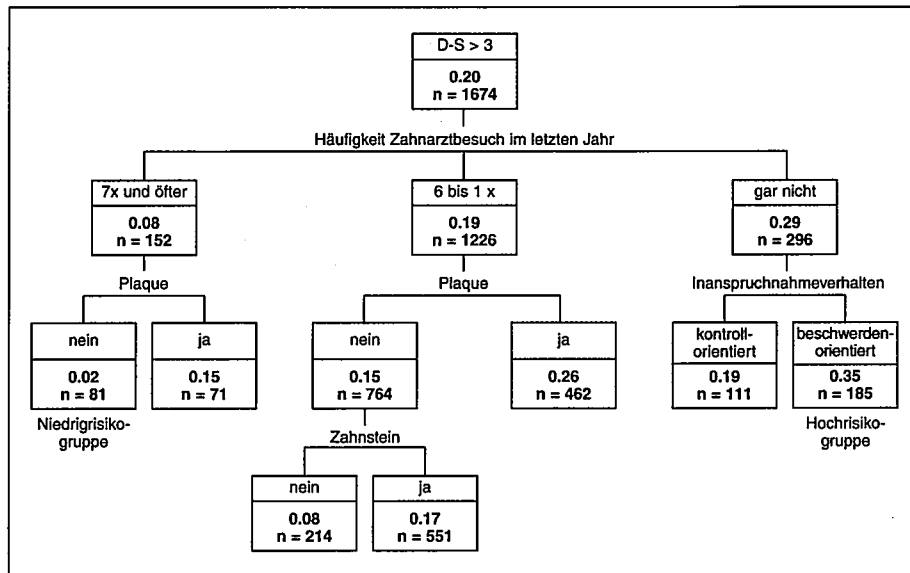 D-S > 3
0.20
n = 1674
Häufigkeit Zahnarztbesuch im letzten Jahr
7x und öfter
0.08
n = 152
6 bis 1 x
0.19
n = 1226
gar nicht
0.29
n = 296
Plaque
Plaque
Inanspruchnahmeverhalten
nein
0.02
n = 81
Niedrigrisiko-
gruppe
ja
0.15
n = 71
nein
0.15
n = 764
ja
0.26
n = 462
kontroll-
orientiert
0.19
n = 111
beschwerden-
orientiert
0.35
n = 185
Hochrisiko-
gruppe
Zahnstein
nein
0.08
n = 214
ja
0.17
n = 551